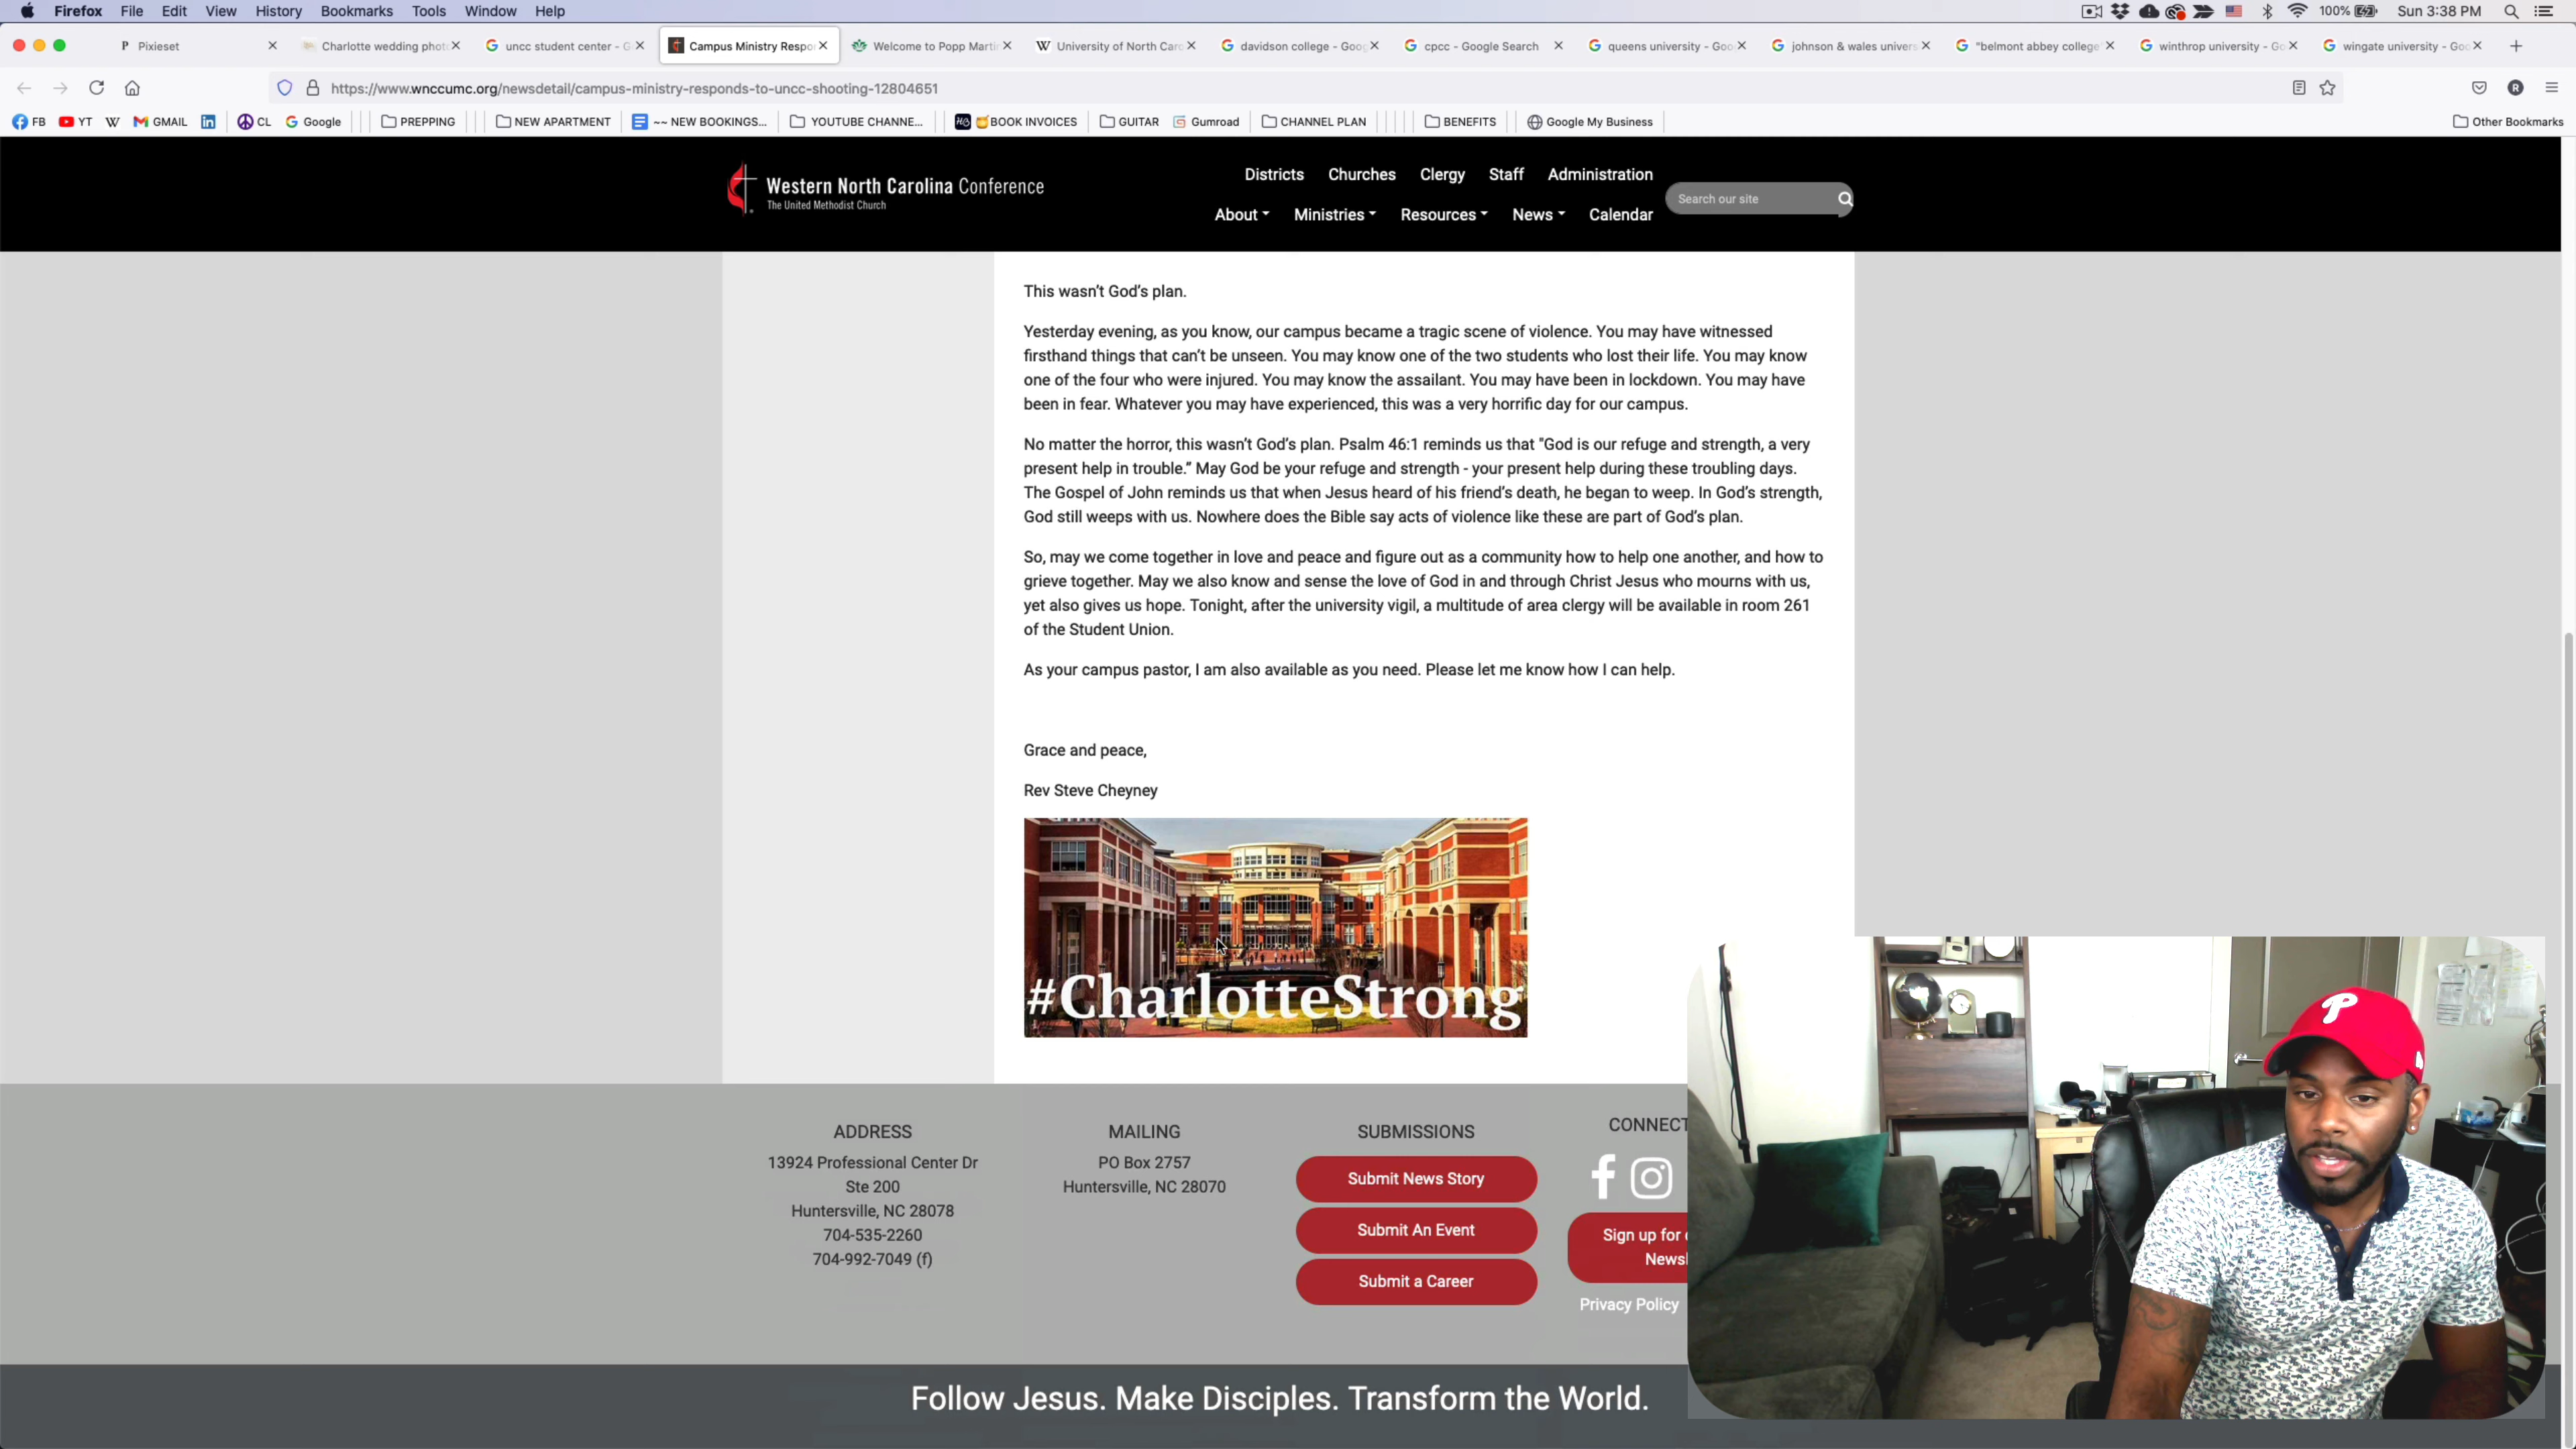 Firefox File Edit View History Bookmarks Tools Window Help 100% Sun 3:38 PM
P Pixieset Charlotte wedding phot uncc student center - G Campus Ministry Respo Welcome to Popp Marti University of North Car davidson college - Goo cpcc - Google Search queens university - Goo johnson & wales univers "belmont abbey college winthrop university - Go wingate university - Goo
https://www.wnccumc.org/newsdetail/campus-ministry-responds-to-uncc-shooting-12804651 R
FB YT W GMAIL in CL Google PREPPING NEW APARTMENT ~~ NEW BOOKINGS... YOUTUBE CHANNE... BOOK INVOICES GUITAR Gumroad CHANNEL PLAN BENEFITS Google My Business Other Bookmarks
Western North Carolina Conference
The United Methodist Church
Districts Churches Clergy Staff Administration
Search our site
About Ministries Resources News Calendar
This wasn't God's plan.
Yesterday evening, as you know, our campus became a tragic scene of violence. You may have witnessed
firsthand things that can't be unseen. You may know one of the two students who lost their life. You may know
one of the four who were injured. You may know the assailant. You may have been in lockdown. You may have
been in fear. Whatever you may have experienced, this was a very horrific day for our campus.
No matter the horror, this wasn't God's plan. Psalm 46:1 reminds us that "God is our refuge and strength, a very
present help in trouble." May God be your refuge and strength - your present help during these troubling days.
The Gospel of John reminds us that when Jesus heard of his friend's death, he began to weep. In God's strength,
God still weeps with us. Nowhere does the Bible say acts of violence like these are part of God's plan.
So, may we come together in love and peace and figure out as a community how to help one another, and how to
grieve together. May we also know and sense the love of God in and through Christ Jesus who mourns with us,
yet also gives us hope. Tonight, after the university vigil, a multitude of area clergy will be available in room 261
of the Student Union.
As your campus pastor, I am also available as you need. Please let me know how I can help.
Grace and peace,
Rev Steve Cheyney
#CharlotteStrong
ADDRESS
13924 Professional Center Dr
Ste 200
Huntersville, NC 28078
704-535-2260
704-992-7049 (f)
MAILING
PO Box 2757
Huntersville, NC 28070
SUBMISSIONS
Submit News Story
Submit An Event
Submit a Career
CONNECT
Sign up for
News
Privacy Policy
P
Follow Jesus. Make Disciples. Transform the World.